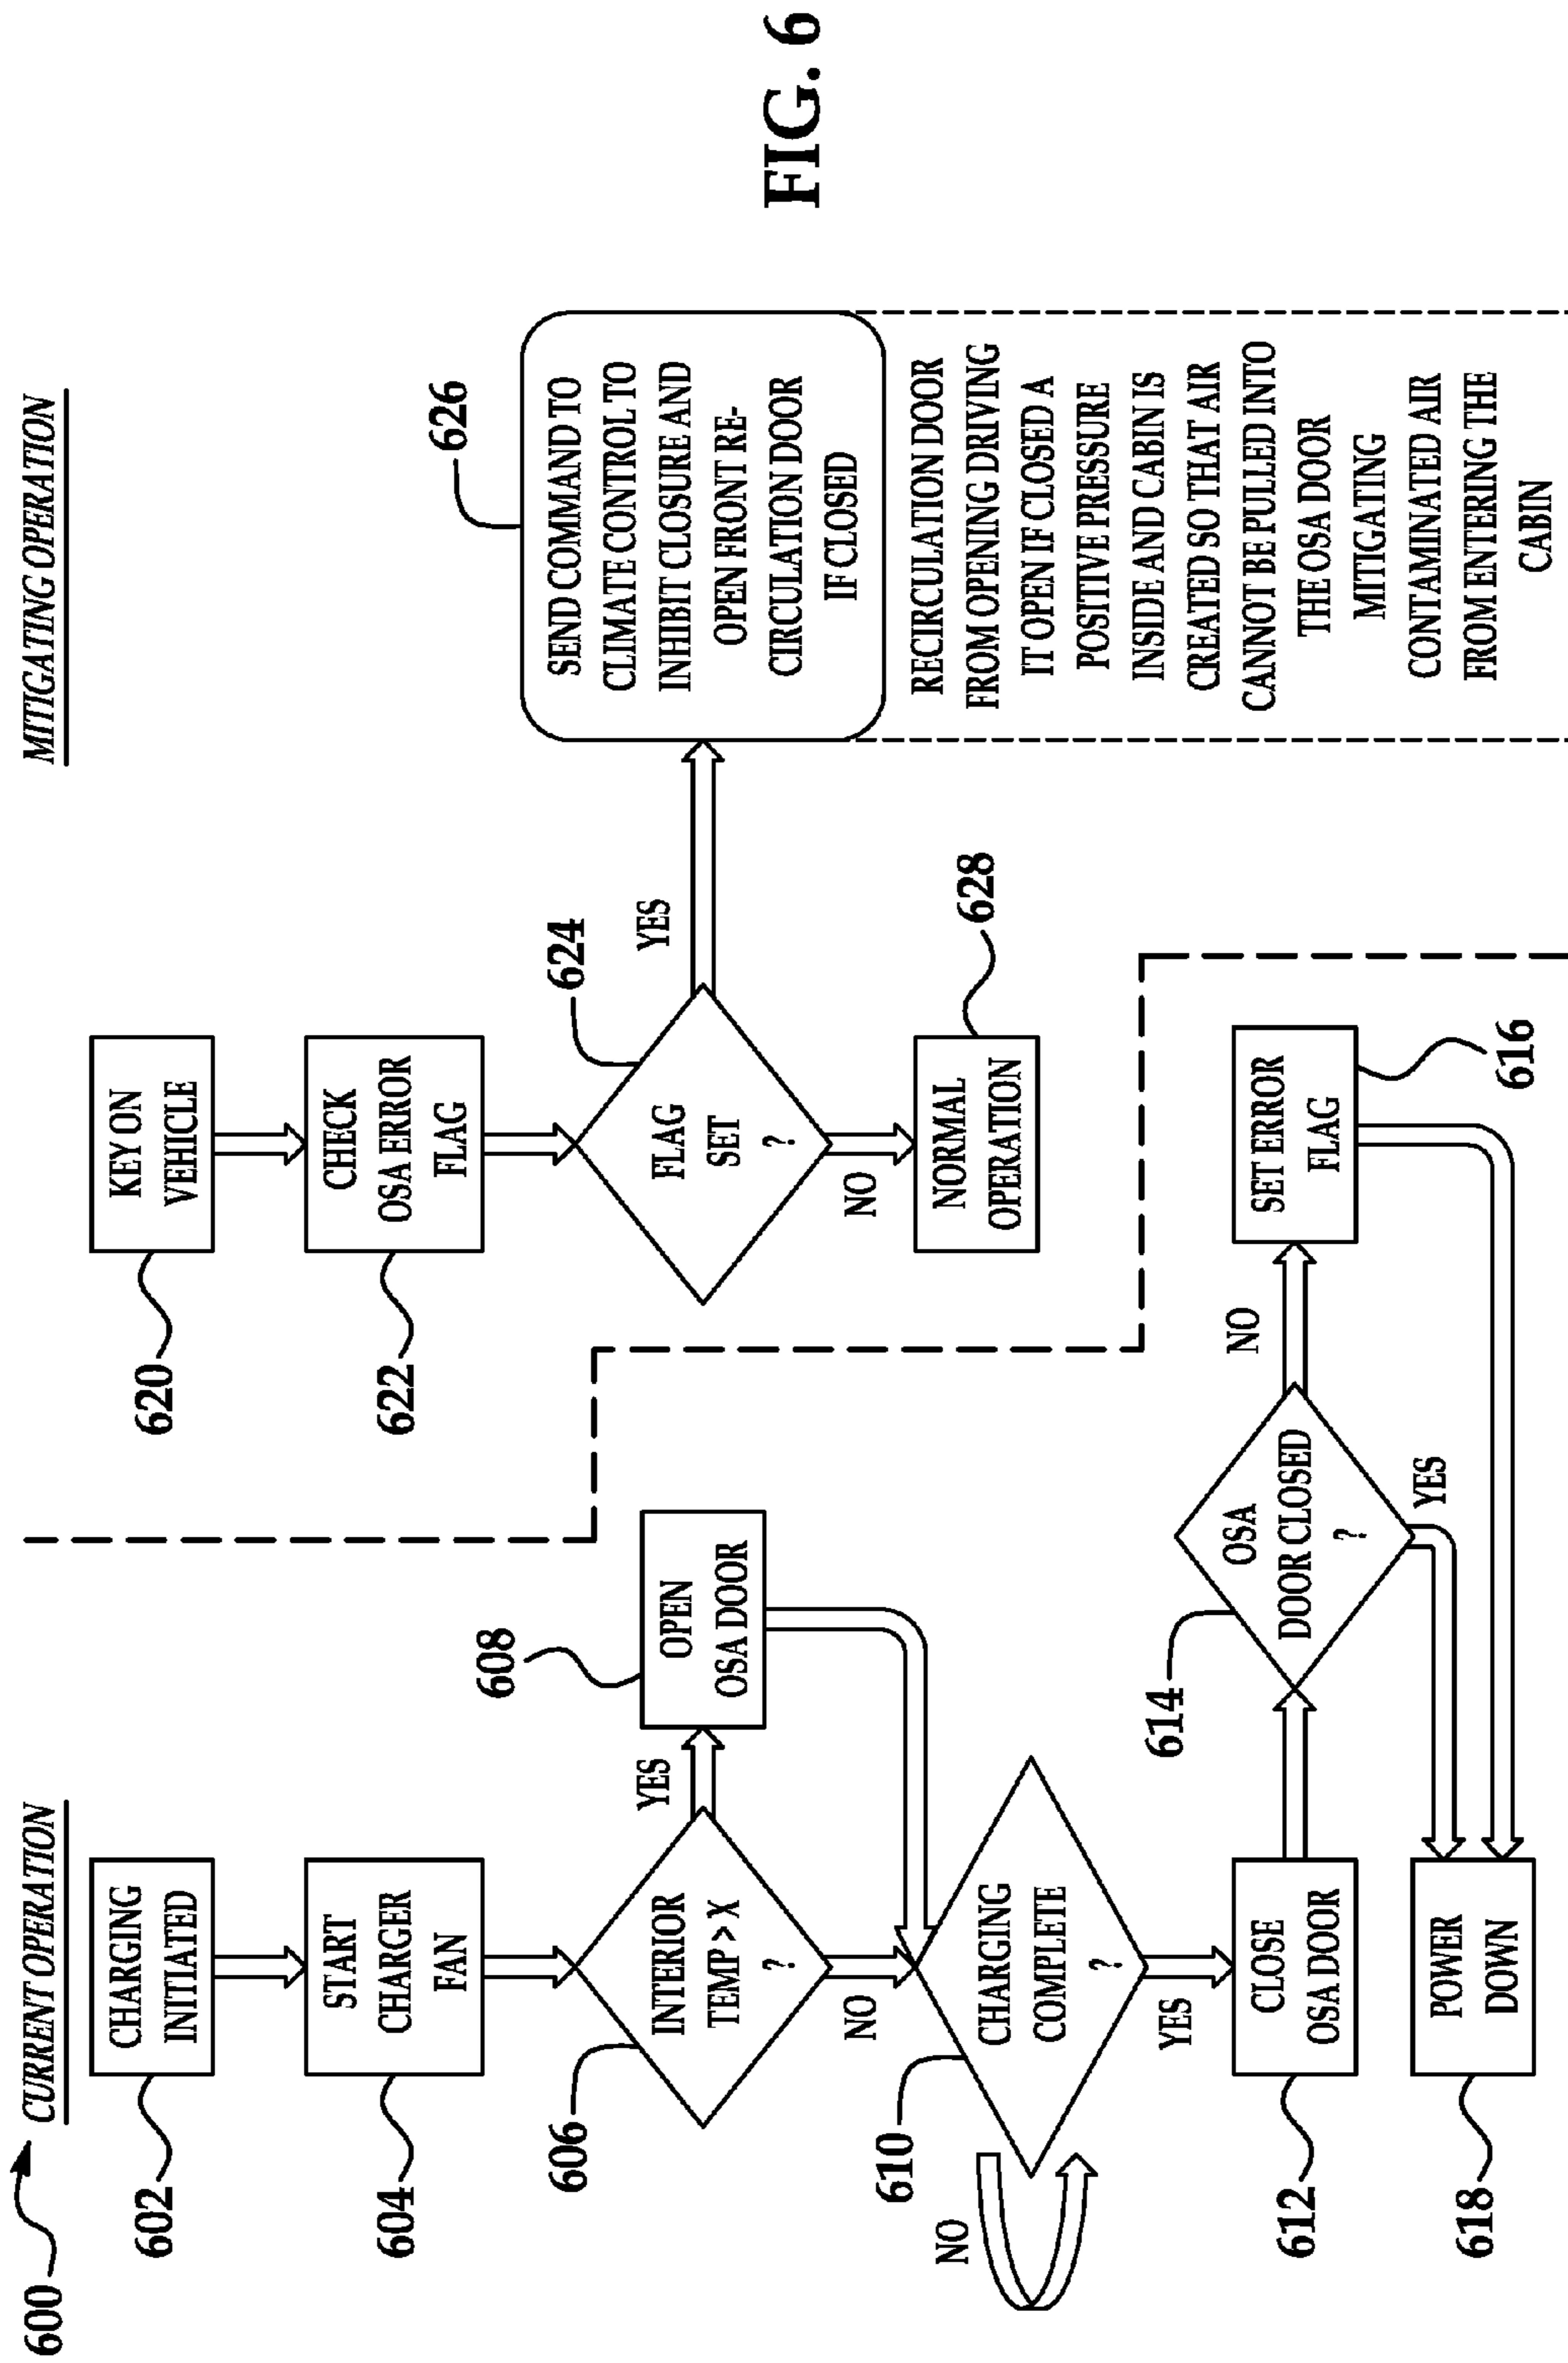 600
CURRENT OPERATION
602
CHARGING
INITIATED
604
START
CHARGER
FAN
606
INTERIOR
TEMP > X
?
YES
NO
608
OPEN
OSA DOOR
610
CHARGING
COMPLETE
?
NO
YES
612
CLOSE
OSA DOOR
614
OSA
DOOR CLOSED
?
NO
YES
616
SET ERROR
FLAG
618
POWER
DOWN
MITIGATING OPERATION
620
KEY ON
VEHICLE
622
CHECK
OSA ERROR
FLAG
624
FLAG
SET
?
YES
NO
626
SEND COMMAND TO
CLIMATE CONTROL TO
INHIBIT CLOSURE AND
OPEN FRONT RE-
CIRCULATION DOOR
IF CLOSED
RECIRCULATION DOOR
FROM OPENING DRIVING
IT OPEN IF CLOSED A
POSITIVE PRESSURE
INSIDE AND CABIN IS
CREATED SO THAT AIR
CANNOT BE PULLED INTO
THE OSA DOOR
MITIGATING
CONTAMINATED AIR
FROM ENTERING THE
CABIN
628
NORMAL
OPERATION
FIG. 6